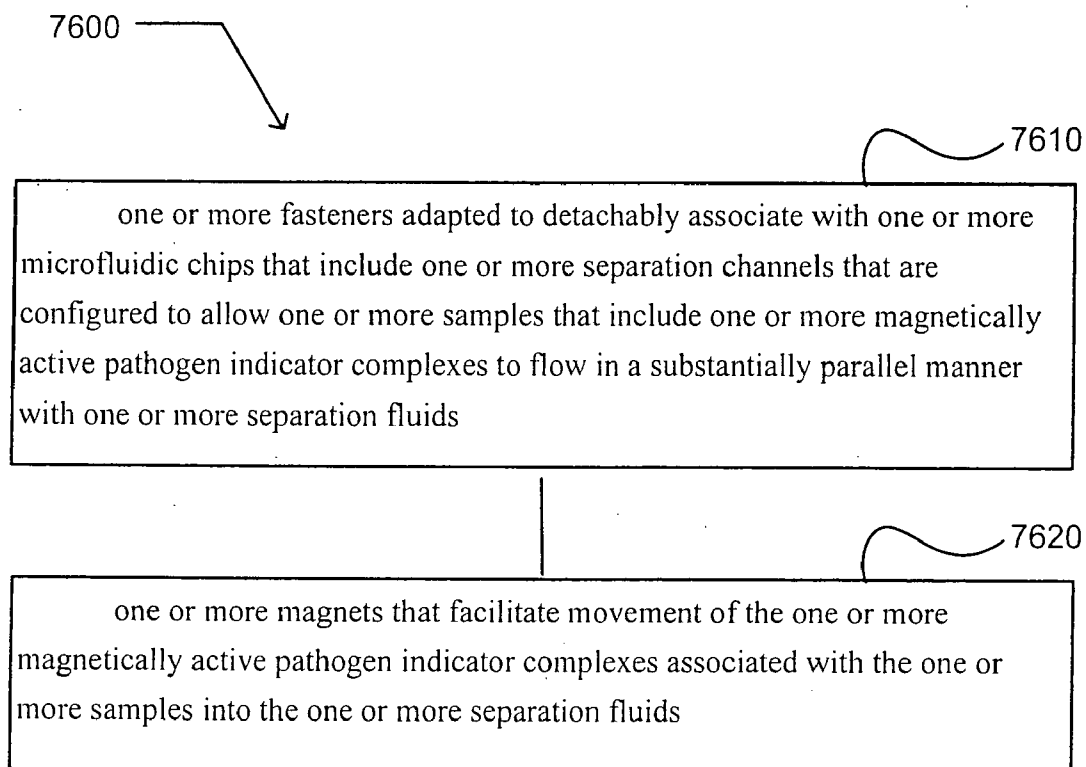 7600
7610
one or more fasteners adapted to detachably associate with one or more
microfluidic chips that include one or more separation channels that are
configured to allow one or more samples that include one or more magnetically
active pathogen indicator complexes to flow in a substantially parallel manner
with one or more separation fluids
7620
one or more magnets that facilitate movement of the one or more
magnetically active pathogen indicator complexes associated with the one or
more samples into the one or more separation fluids